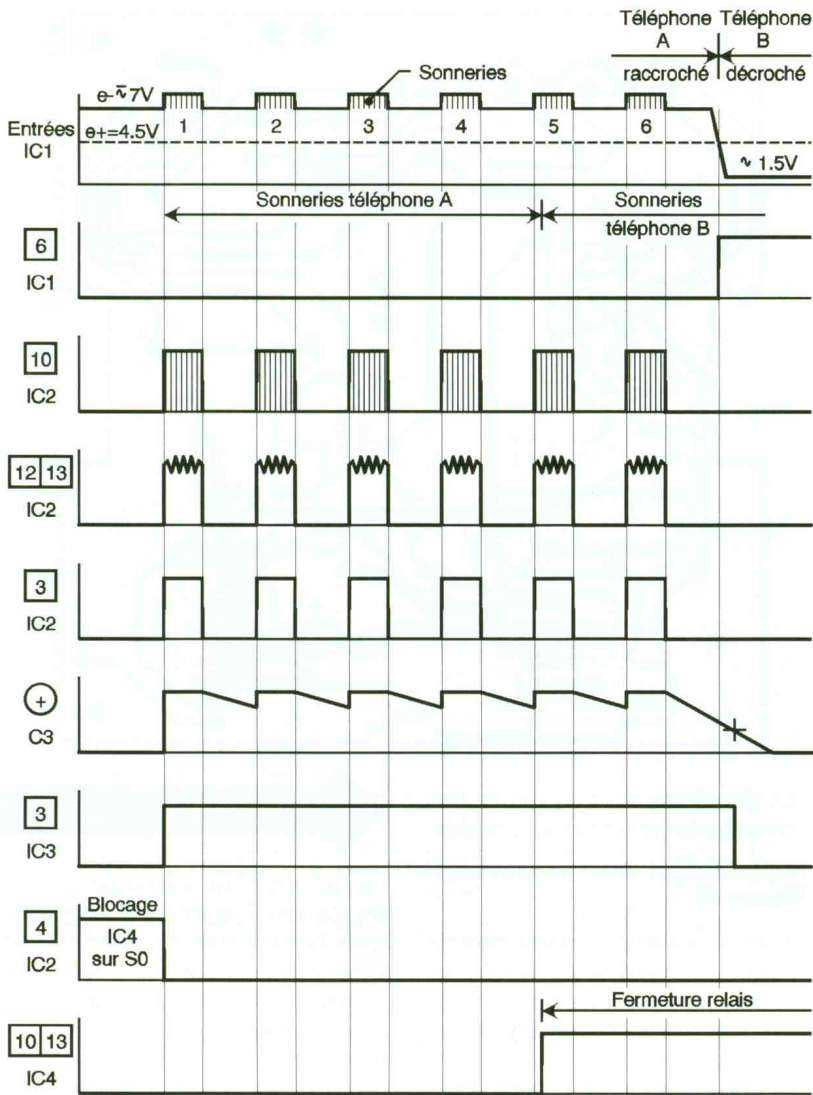 Téléphone A raccroché
Téléphone B décroché
Sonneries
e- ≂ 7V
Entrées IC1
e+=4.5V
1 2 3 4 5 6
∿ 1.5V
Sonneries téléphone A
Sonneries téléphone B
6
IC1
10
IC2
12 13
IC2
3
IC2
+
C3
3
IC3
Blocage
4
IC4
IC2
sur S0
Fermeture relais
10 13
IC4